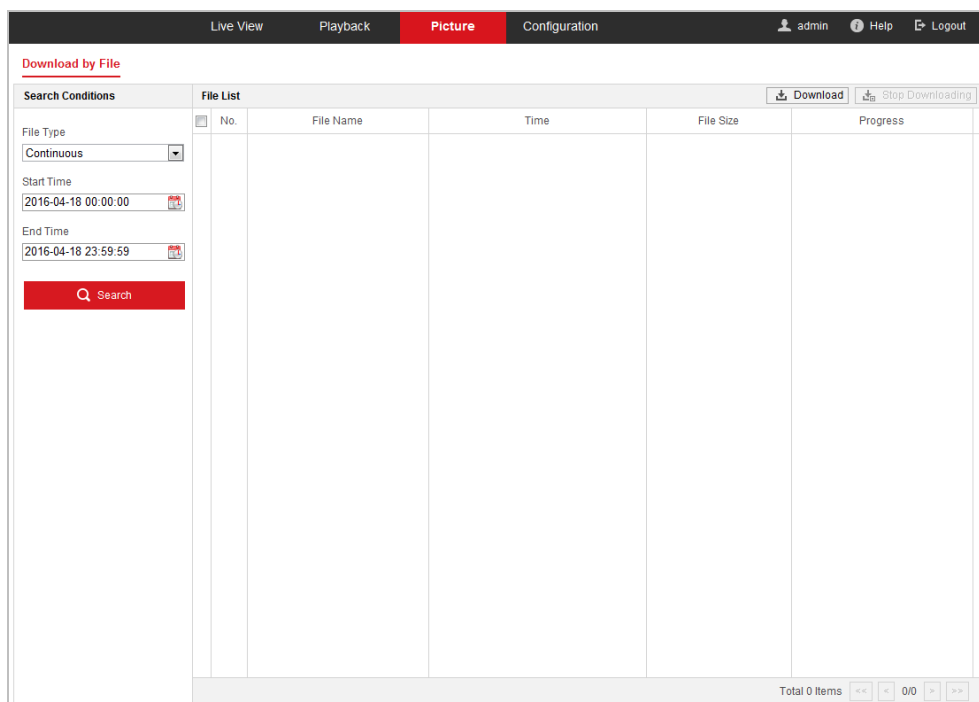 Live View Playback Picture Configuration admin Help Logout
Download by File
Search Conditions
File Type
Continuous
Start Time
2016-04-18 00:00:00
End Time
2016-04-18 23:59:59
Search
File List Download Stop Downloading
No. File Name Time File Size Progress
Total 0 Items << < 0/0 > >>